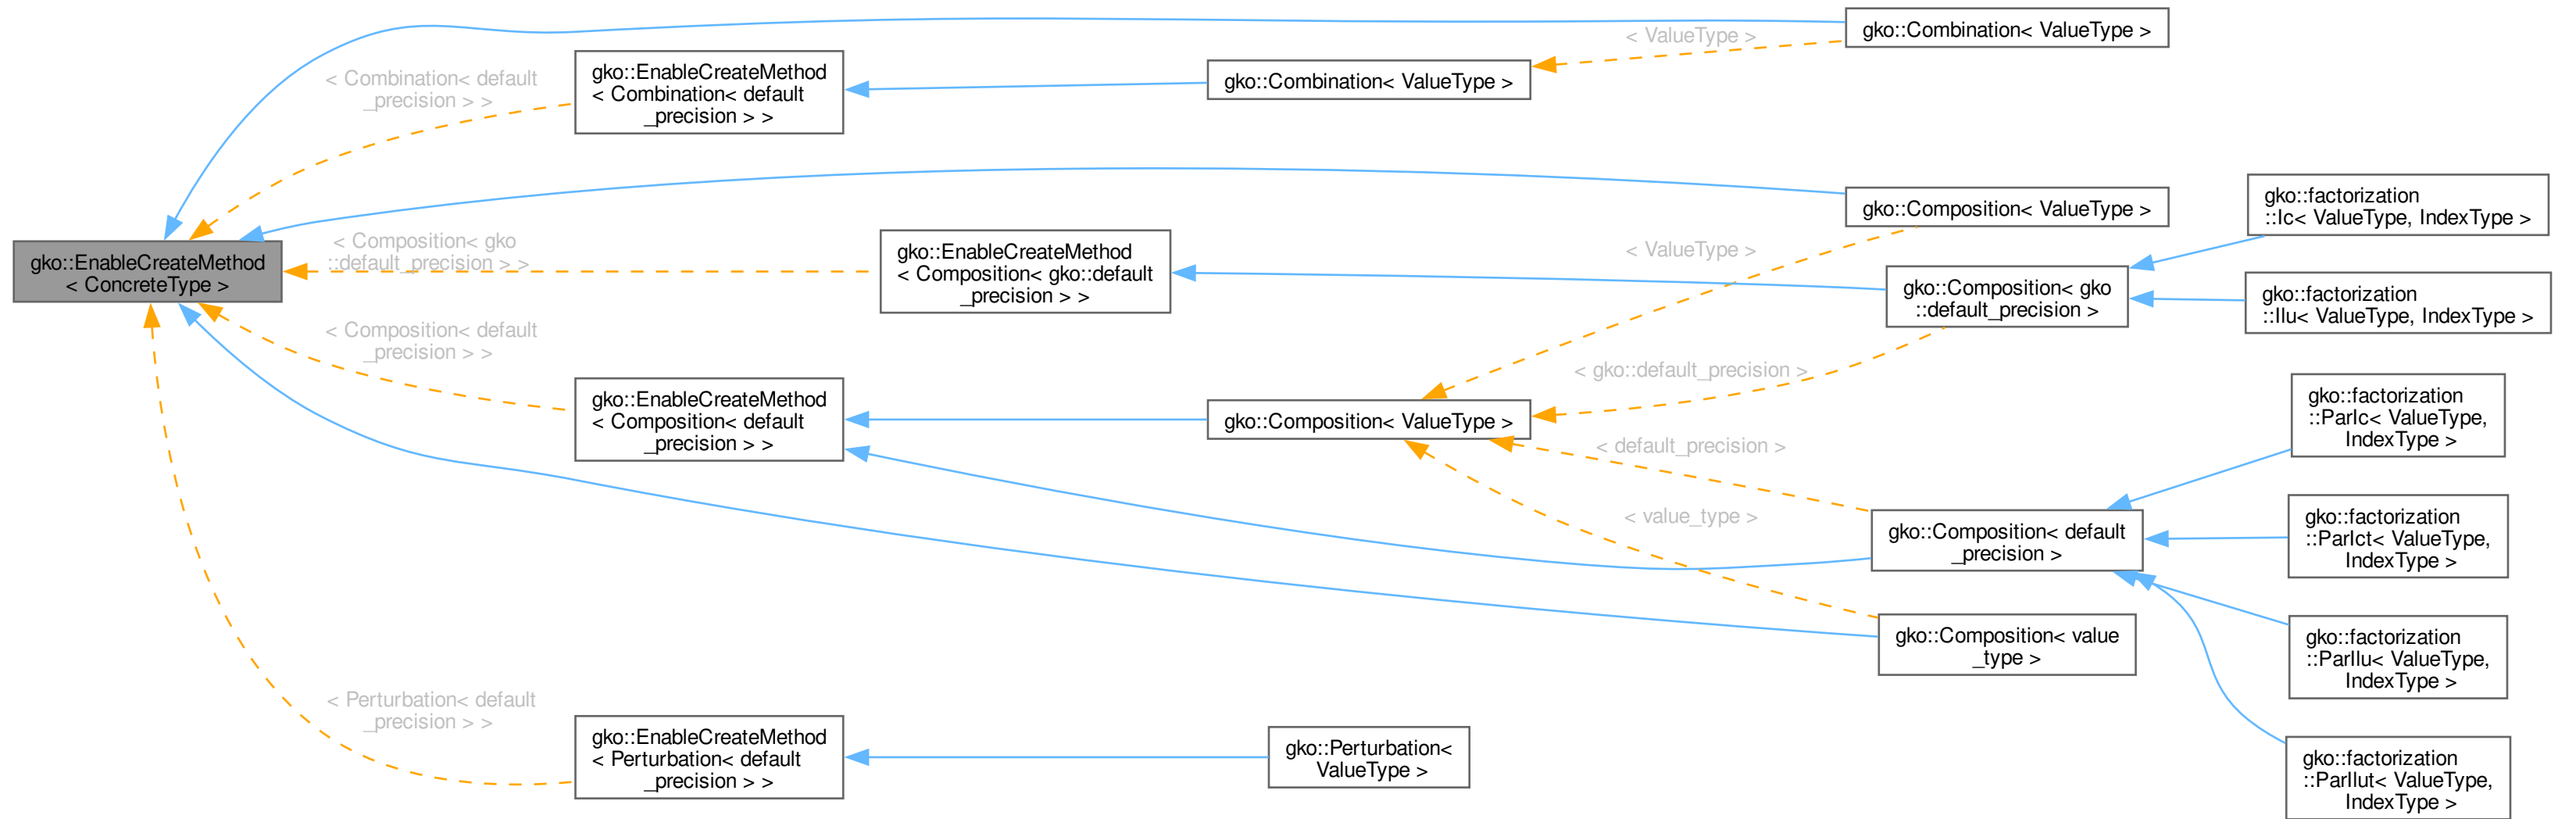 gko::EnableCreateMethod
< ConcreteType >
< Combination< default
_precision > >
gko::EnableCreateMethod
< Combination< default
_precision > >
gko::Combination< ValueType >
< ValueType >
gko::Combination< ValueType >
< Composition< gko
::default_precision > >
gko::EnableCreateMethod
< Composition< gko::default
_precision > >
< ValueType >
gko::Composition< ValueType >
gko::Composition< gko
::default_precision >
gko::factorization
::Ic< ValueType, IndexType >
gko::factorization
::Ilu< ValueType, IndexType >
< Composition< default
_precision > >
gko::EnableCreateMethod
< Composition< default
_precision > >
gko::Composition< ValueType >
< gko::default_precision >
< default_precision >
< value_type >
gko::Composition< default
_precision >
gko::Composition< value
_type >
gko::factorization
::ParIc< ValueType,
IndexType >
gko::factorization
::ParIct< ValueType,
IndexType >
gko::factorization
::ParIlu< ValueType,
IndexType >
gko::factorization
::ParIlut< ValueType,
IndexType >
< Perturbation< default
_precision > >
gko::EnableCreateMethod
< Perturbation< default
_precision > >
gko::Perturbation<
ValueType >